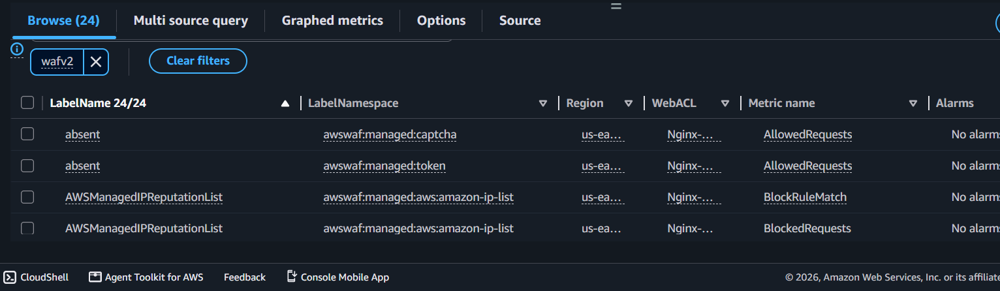 Browse (24) Multi source query Graphed metrics Options Source
wafv2 Clear filters
LabelName 24/24 LabelNamespace Region WebACL Metric name Alarms
absent awswaf:managed:captcha us-ea... Nginx-... AllowedRequests No alarms
absent awswaf:managed:token us-ea... Nginx-... AllowedRequests No alarms
AWSManagedIPReputationList awswaf:managed:aws:amazon-ip-list us-ea... Nginx-... BlockRuleMatch No alarms
AWSManagedIPReputationList awswaf:managed:aws:amazon-ip-list us-ea... Nginx-... BlockedRequests No alarms
CloudShell Agent Toolkit for AWS Feedback Console Mobile App © 2026, Amazon Web Services, Inc. or its affiliate